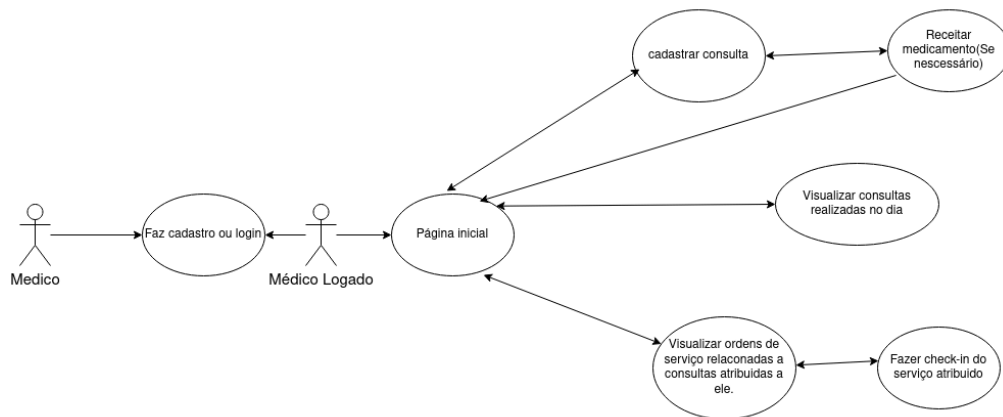 cadastrar consulta
Receitar
medicamento(Se
nescessário)
Visualizar consultas
realizadas no dia
Medico
Faz cadastro ou login
Médico Logado
Página inicial
Visualizar ordens de
serviço relaconadas a
consultas atribuidas a
ele.
Fazer check-in do
serviço atribuido